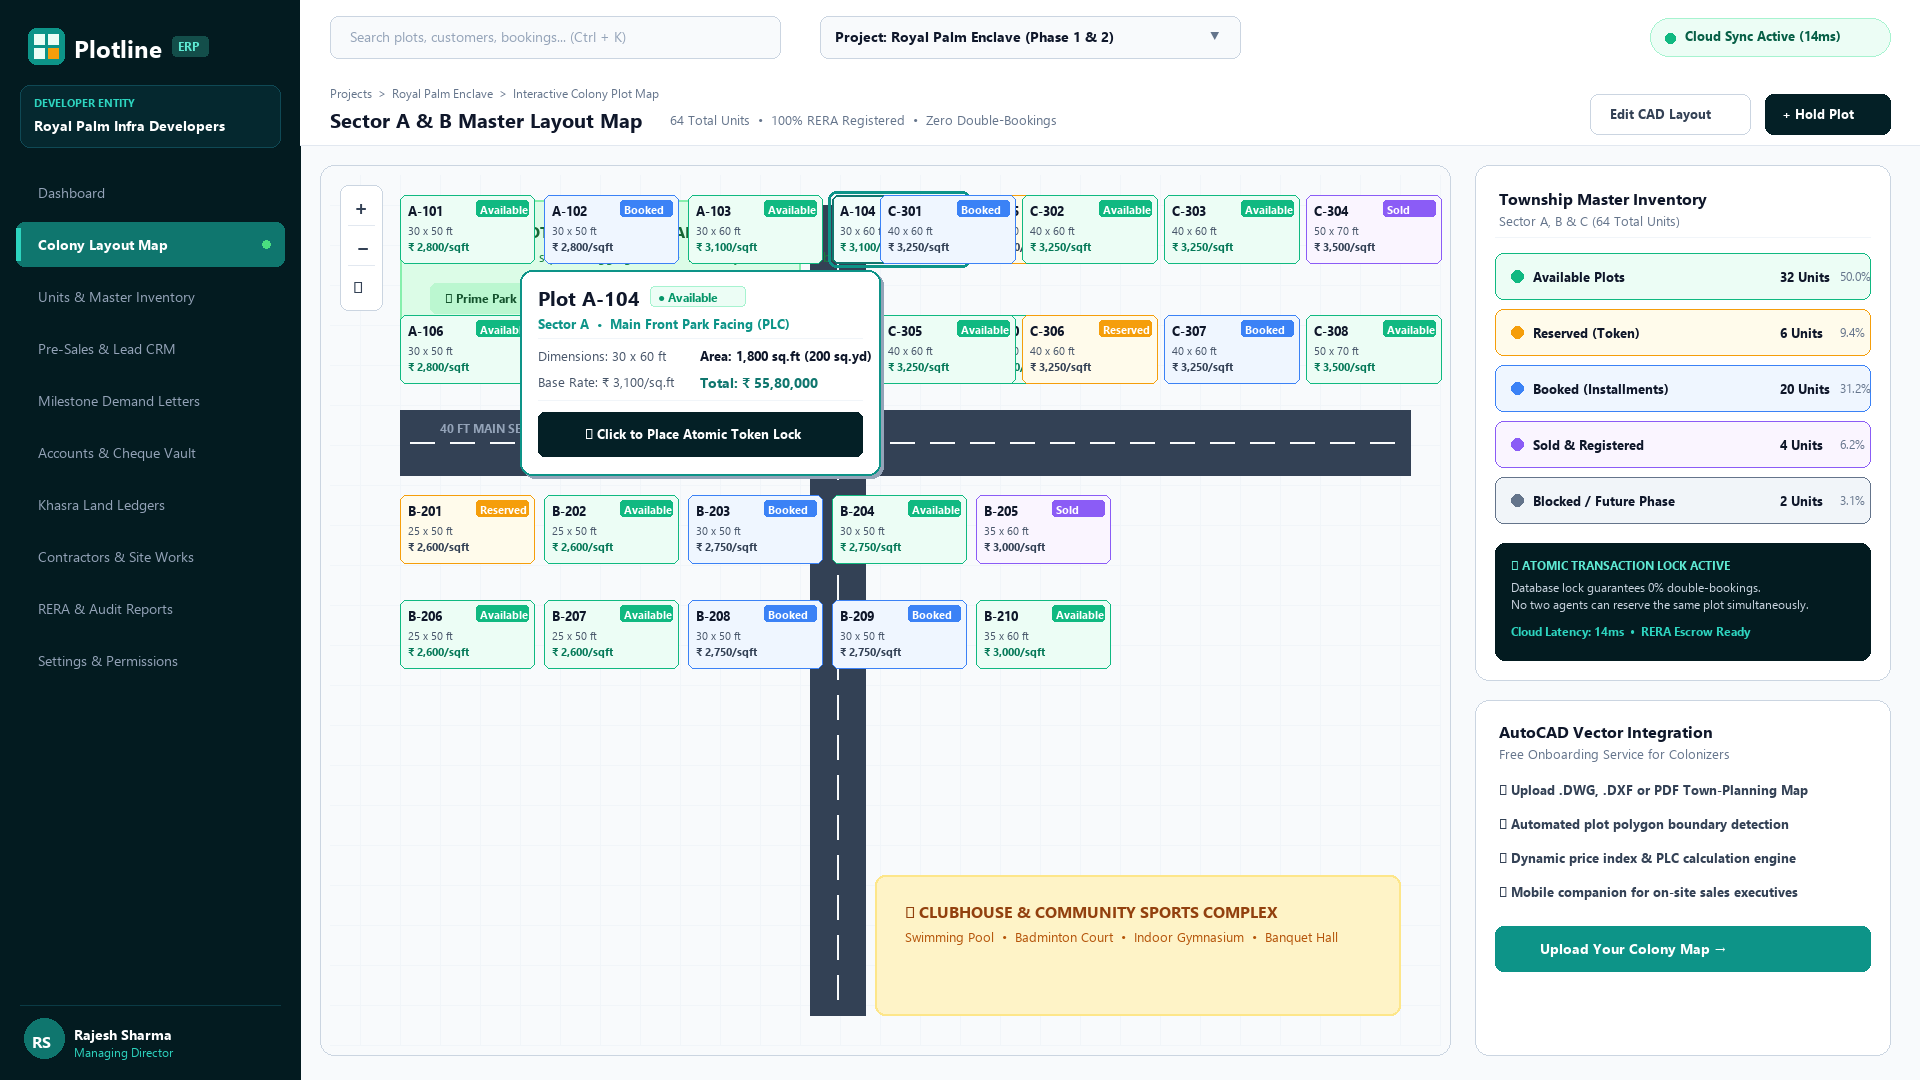 Plotline ERP
DEVELOPER ENTITY
Royal Palm Infra Developers
Dashboard
Colony Layout Map
Units & Master Inventory
Pre-Sales & Lead CRM
Milestone Demand Letters
Accounts & Cheque Vault
Khasra Land Ledgers
Contractors & Site Works
RERA & Audit Reports
Settings & Permissions
RS
Rajesh Sharma
Managing Director
Search plots, customers, bookings... (Ctrl + K)
Project: Royal Palm Enclave (Phase 1 & 2) ▼
Cloud Sync Active (14ms)
Projects > Royal Palm Enclave > Interactive Colony Plot Map
Sector A & B Master Layout Map
64 Total Units • 100% RERA Registered • Zero Double-Bookings
Edit CAD Layout
+ Hold Plot
+
−
A-101 Available
30 x 50 ft
₹ 2,800/sqft
A-102 Booked
30 x 50 ft
₹ 2,800/sqft
A-103 Available
30 x 60 ft
₹ 3,100/sqft
A-104
30 x 60 f
₹ 3,100/
C-301 Booked
40 x 60 ft
₹ 3,250/sqft
C-302 Available
40 x 60 ft
₹ 3,250/sqft
C-303 Available
40 x 60 ft
₹ 3,250/sqft
C-304 Sold
50 x 70 ft
₹ 3,500/sqft
Prime Park
A-106 Availab
30 x 50 ft
₹ 2,800/sqft
C-305 Available
40 x 60 ft
₹ 3,250/sqft
C-306 Reserved
40 x 60 ft
₹ 3,250/sqft
C-307 Booked
40 x 60 ft
₹ 3,250/sqft
C-308 Available
50 x 70 ft
₹ 3,500/sqft
Plot A-104 • Available
Sector A • Main Front Park Facing (PLC)
Dimensions: 30 x 60 ft Area: 1,800 sq.ft (200 sq.yd)
Base Rate: ₹ 3,100/sq.ft Total: ₹ 55,80,000
Click to Place Atomic Token Lock
40 FT MAIN SE
B-201 Reserved
25 x 50 ft
₹ 2,600/sqft
B-202 Available
25 x 50 ft
₹ 2,600/sqft
B-203 Booked
30 x 50 ft
₹ 2,750/sqft
B-204 Available
30 x 50 ft
₹ 2,750/sqft
B-205 Sold
35 x 60 ft
₹ 3,000/sqft
B-206 Available
25 x 50 ft
₹ 2,600/sqft
B-207 Available
25 x 50 ft
₹ 2,600/sqft
B-208 Booked
30 x 50 ft
₹ 2,750/sqft
B-209 Booked
30 x 50 ft
₹ 2,750/sqft
B-210 Available
35 x 60 ft
₹ 3,000/sqft
CLUBHOUSE & COMMUNITY SPORTS COMPLEX
Swimming Pool • Badminton Court • Indoor Gymnasium • Banquet Hall
Township Master Inventory
Sector A, B & C (64 Total Units)
Available Plots 32 Units 50.0%
Reserved (Token) 6 Units 9.4%
Booked (Installments) 20 Units 31.2%
Sold & Registered 4 Units 6.2%
Blocked / Future Phase 2 Units 3.1%
ATOMIC TRANSACTION LOCK ACTIVE
Database lock guarantees 0% double-bookings.
No two agents can reserve the same plot simultaneously.
Cloud Latency: 14ms • RERA Escrow Ready
AutoCAD Vector Integration
Free Onboarding Service for Colonizers
Upload .DWG, .DXF or PDF Town-Planning Map
Automated plot polygon boundary detection
Dynamic price index & PLC calculation engine
Mobile companion for on-site sales executives
Upload Your Colony Map →